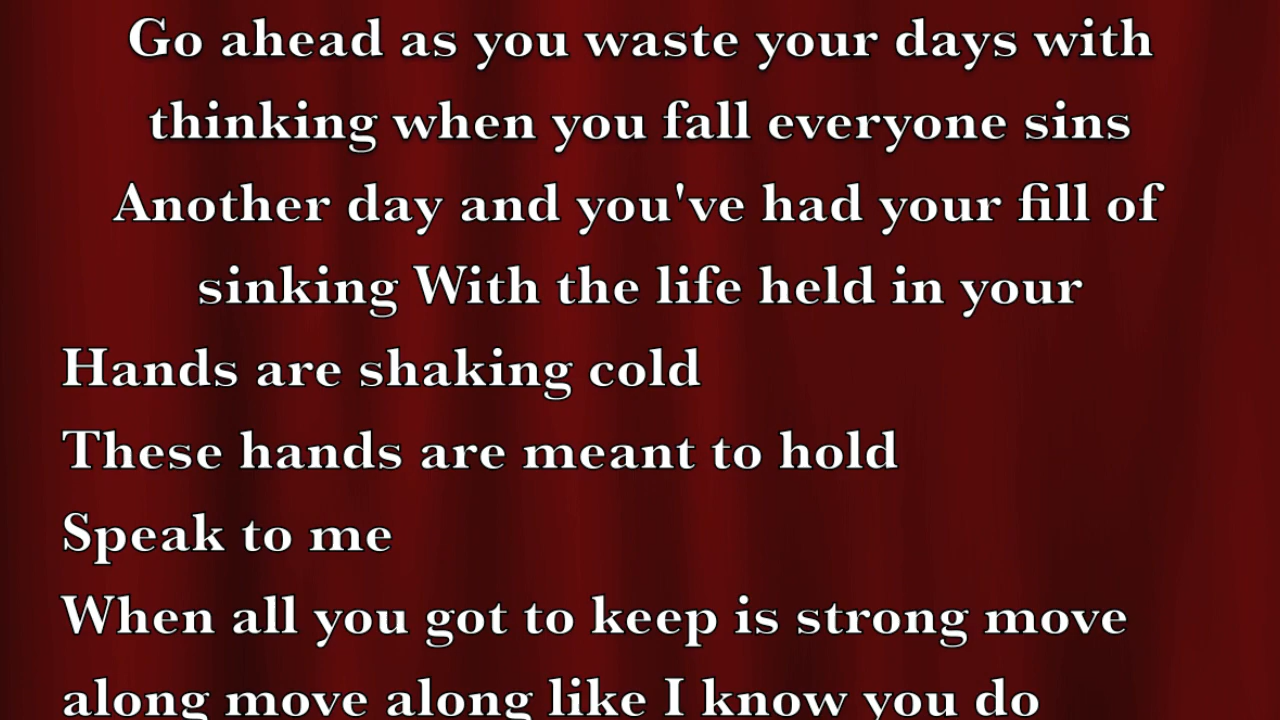 Go ahead as you waste your days with
thinking when you fall everyone sins
Another day and you've had your fill of
sinking With the life held in your
Hands are shaking cold
These hands are meant to hold
Speak to me
When all you got to keep is strong move
along move along like I know you do